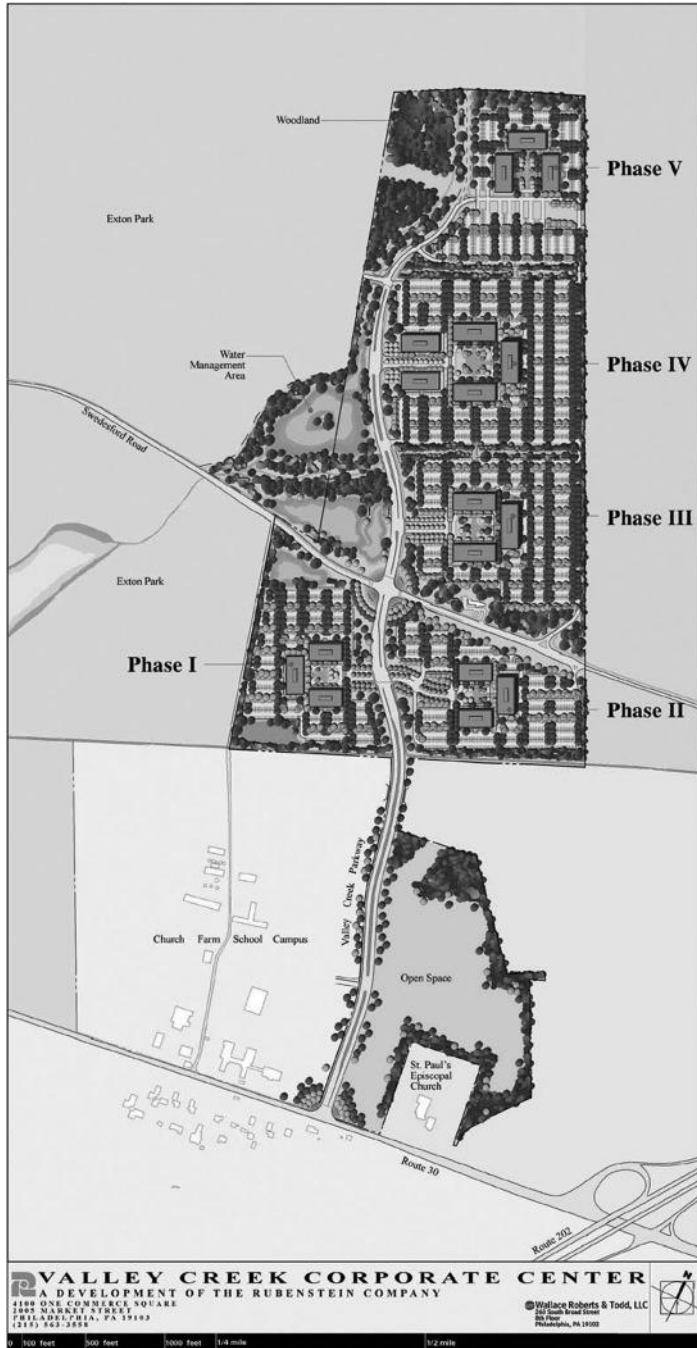 Woodland
Phase V
Exton Park
Water
Management
Area
Phase IV
Swedesford Road
Phase III
Exton Park
Phase I
Phase II
Valley Creek Parkway
Church Farm School Campus
Open Space
St. Paul's
Episcopal
Church
Route 30
Route 202
VALLEY CREEK CORPORATE CENTER
A DEVELOPMENT OF THE RUBENSTEIN COMPANY
4100 ONE COMMERCE SQUARE
2005 MARKET STREET
PHILADELPHIA, PA 19103
(215) 563-3558
Wallace Roberts & Todd, LLC
260 South Broad Street
8th Floor
Philadelphia, PA 19102
N
0 100 feet 500 feet 1000 feet 1/4 mile 1/2 mile